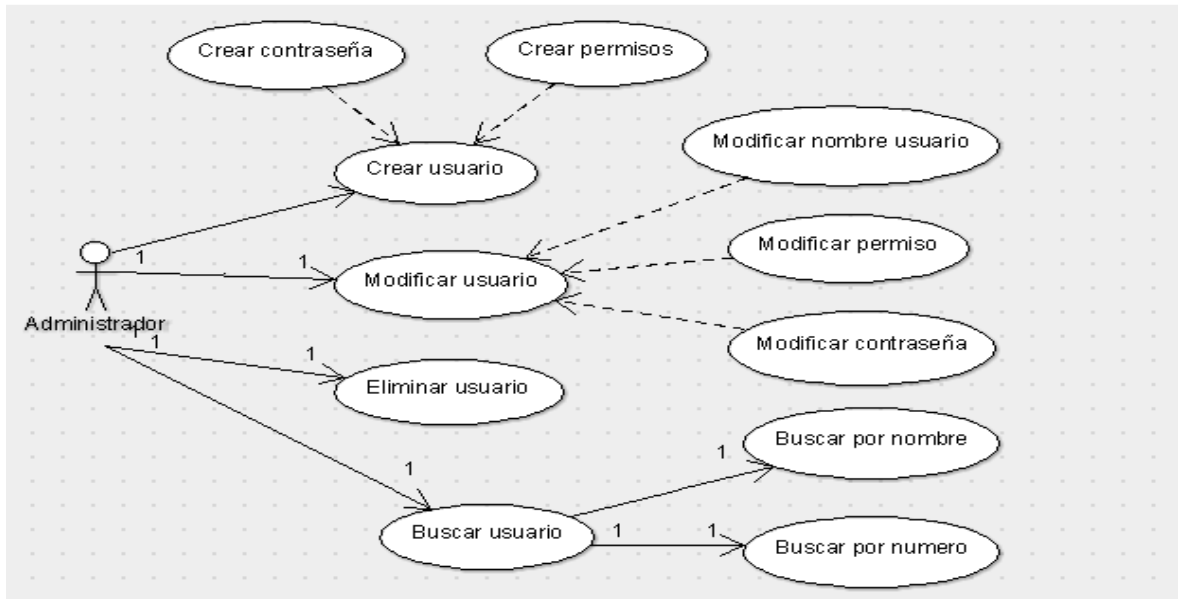 Crear contraseña
Crear permisos
Modificar nombre usuario
Crear usuario
Modificar permiso
1
1
Modificar usuario
Administrador
1
1
1
Modificar contraseña
Eliminar usuario
Buscar por nombre
1
1
Buscar usuario
1
1
Buscar por numero